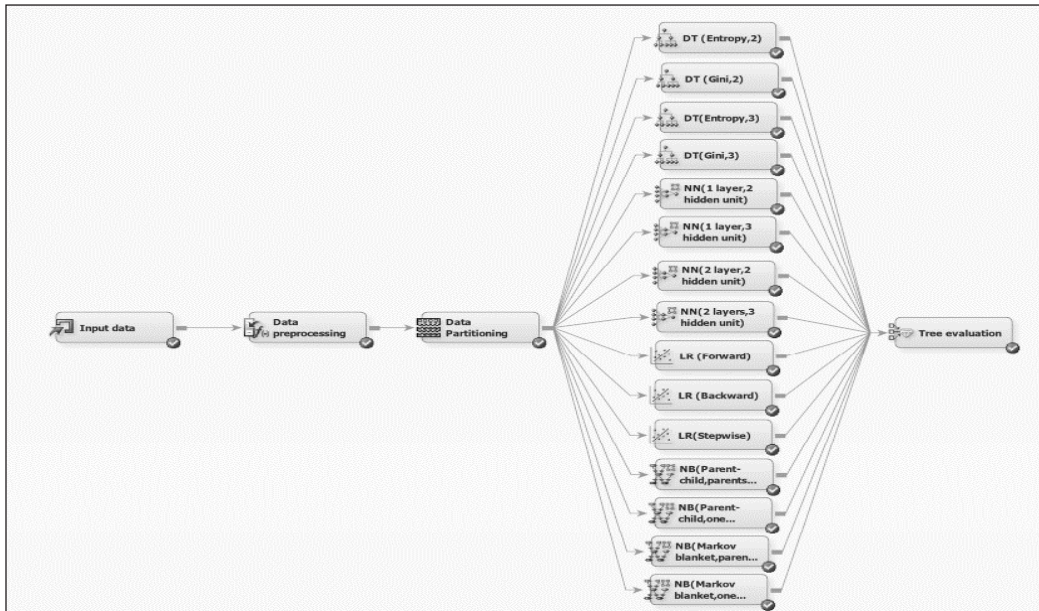 Input data
Data
preprocessing
Data
Partitioning
DT (Entropy,2)
DT (Gini,2)
DT(Entropy,3)
DT(Gini,3)
NN(1 layer,2
hidden unit)
NN(1 layer,3
hidden unit)
NN(2 layer,2
hidden unit)
NN(2 layers,3
hidden unit)
LR (Forward)
LR (Backward)
LR(Stepwise)
NB(Parent-
child,parents...
NB(Parent-
child,one...
NB(Markov
blanket,paren...
NB(Markov
blanket,one...
Tree evaluation